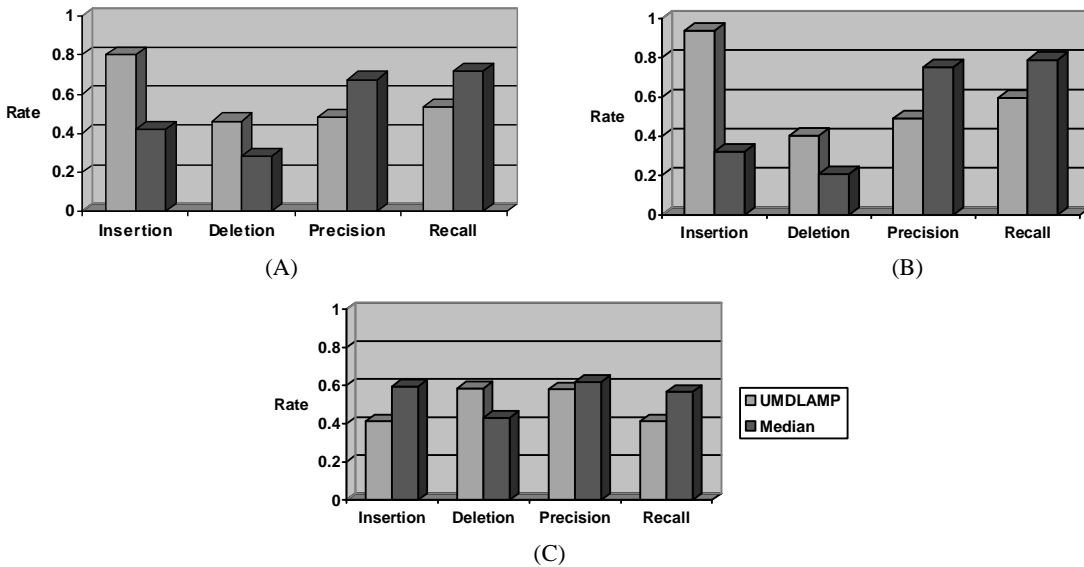 1
0.8
0.6
Rate
0.4
0.2
0
Insertion Deletion Precision Recall
(A)
1
0.8
0.6
Rate
0.4
0.2
0
Insertion Deletion Precision Recall
(B)
1
0.8
0.6
Rate
0.4
0.2
0
Insertion Deletion Precision Recall
UMDLAMP
Median
(C)